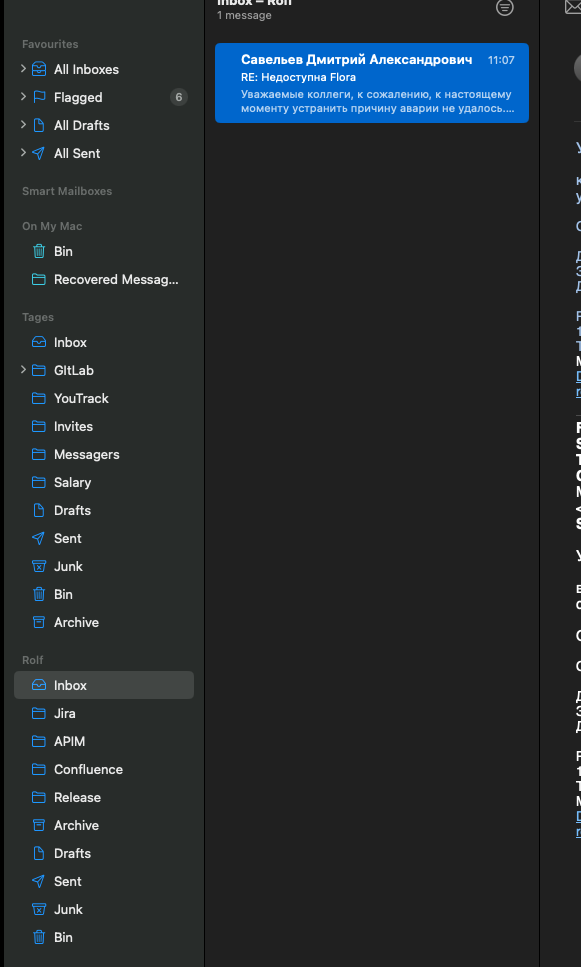 Favourites
All Inboxes
Flagged
6
All Drafts
All Sent
Smart Mailboxes
On My Mac
Bin
Recovered Messag...
Tages
Inbox
GItLab
YouTrack
Invites
Messagers
Salary
Drafts
Sent
Junk
Bin
Archive
Rolf
Inbox
Jira
APIM
Confluence
Release
Archive
Drafts
Sent
Junk
Bin
Inbox – Rolf
1 message
Савельев Дмитрий Александрович 11:07
RE: Недоступна Flora
Уважаемые коллеги, к сожалению, к настоящему
моменту устранить причину аварии не удалось....